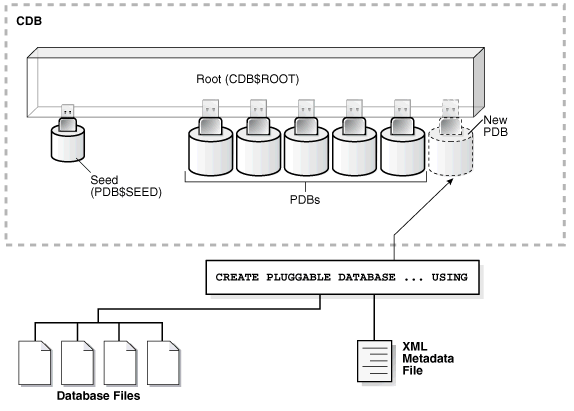 CDB
Root (CDB$ROOT)
New
PDB
Seed
(PDB$SEED)
PDBs
CREATE PLUGGABLE DATABASE ... USING
XML
Metadata
File
Database Files